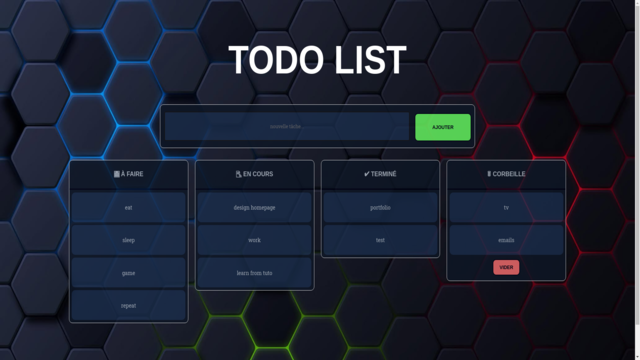 TODO LIST
nouvelle tâche...
AJOUTER
À FAIRE
eat
sleep
game
repeat
EN COURS
design homepage
work
learn from tuto
✔ TERMINÉ
portfolio
test
CORBEILLE
tv
emails
VIDER